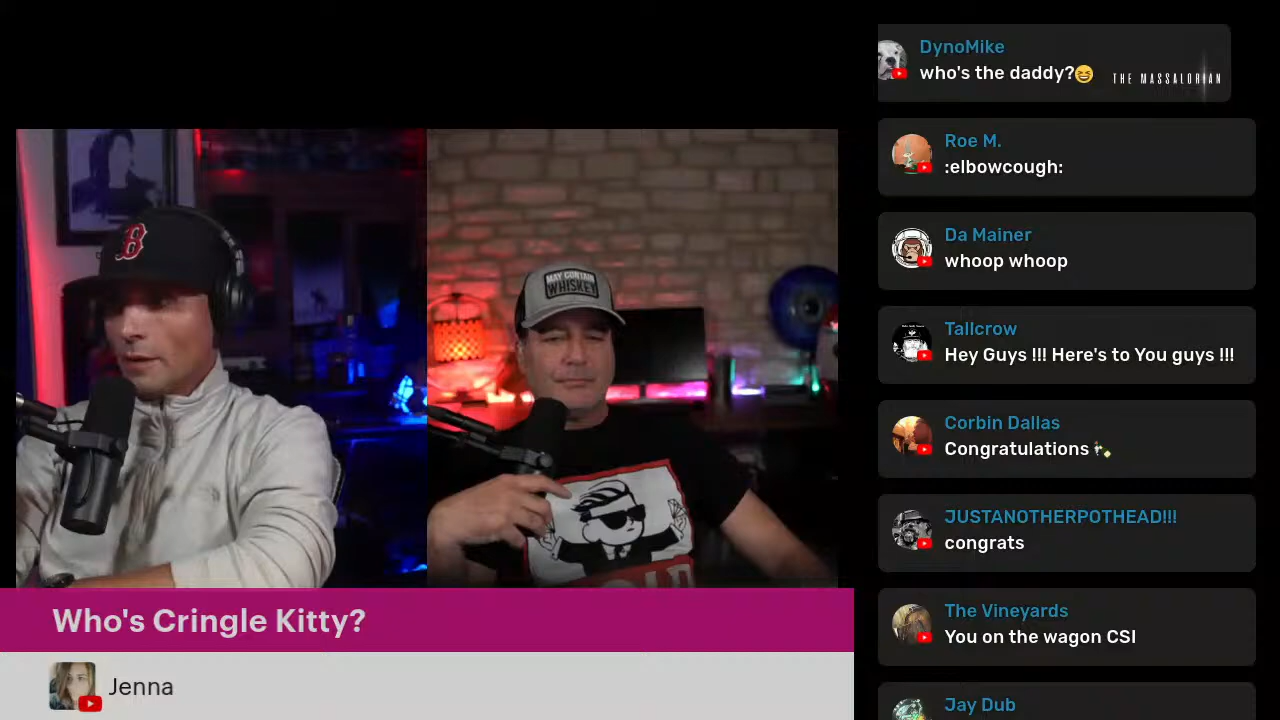 DynoMike
who's the daddy?😆
THE MASSALORIAN
Roe M.
:elbowcough:
Da Mainer
whoop whoop
Tallcrow
Hey Guys !!! Here's to You guys !!!
Corbin Dallas
Congratulations 🍾
JUSTANOTHERPOTHEAD!!!
congrats
The Vineyards
You on the wagon CSI
Jay Dub
B
MAY CONTAIN
WHISKEY
Who's Cringle Kitty?
Jenna